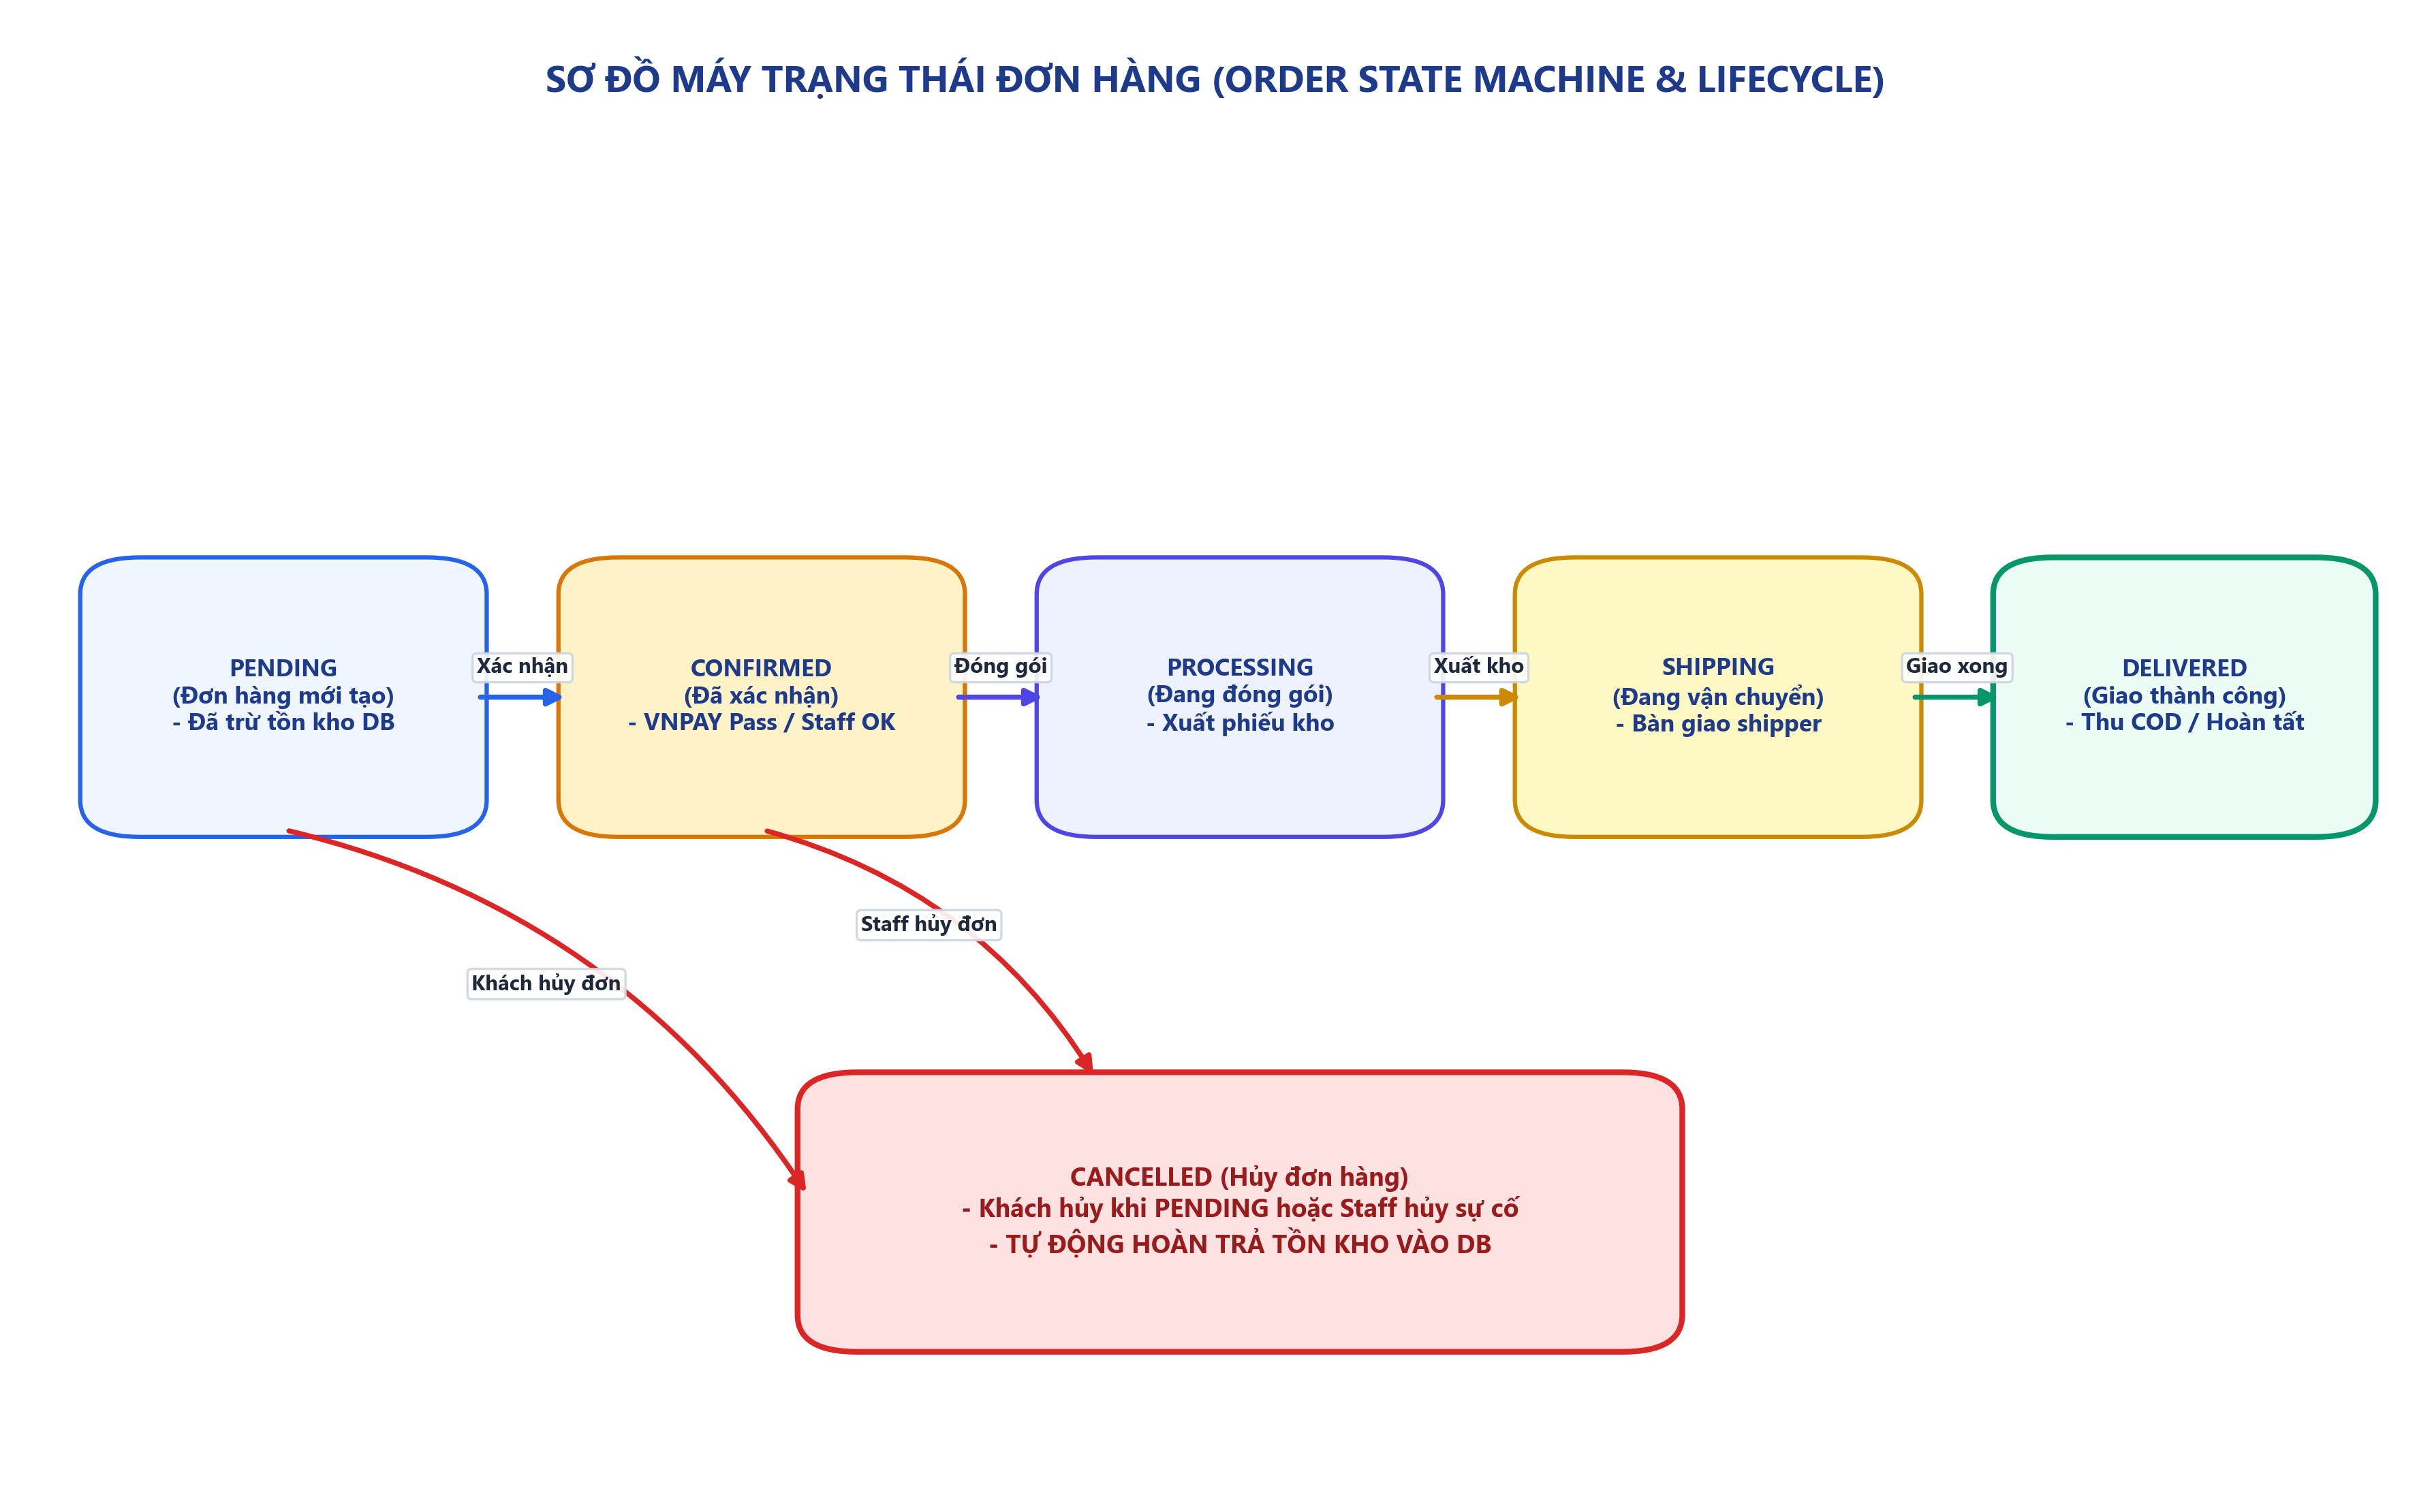 SƠ ĐỒ MÁY TRẠNG THÁI ĐƠN HÀNG (ORDER STATE MACHINE & LIFECYCLE)
PENDING
(Đơn hàng mới tạo)
- Đã trừ tồn kho DB
Xác nhận
CONFIRMED
(Đã xác nhận)
- VNPAY Pass / Staff OK
Đóng gói
PROCESSING
(Đang đóng gói)
- Xuất phiếu kho
Xuất kho
SHIPPING
(Đang vận chuyển)
- Bàn giao shipper
Giao xong
DELIVERED
(Giao thành công)
- Thu COD / Hoàn tất
Staff hủy đơn
Khách hủy đơn
CANCELLED (Hủy đơn hàng)
- Khách hủy khi PENDING hoặc Staff hủy sự cố
- TỰ ĐỘNG HOÀN TRẢ TỒN KHO VÀO DB